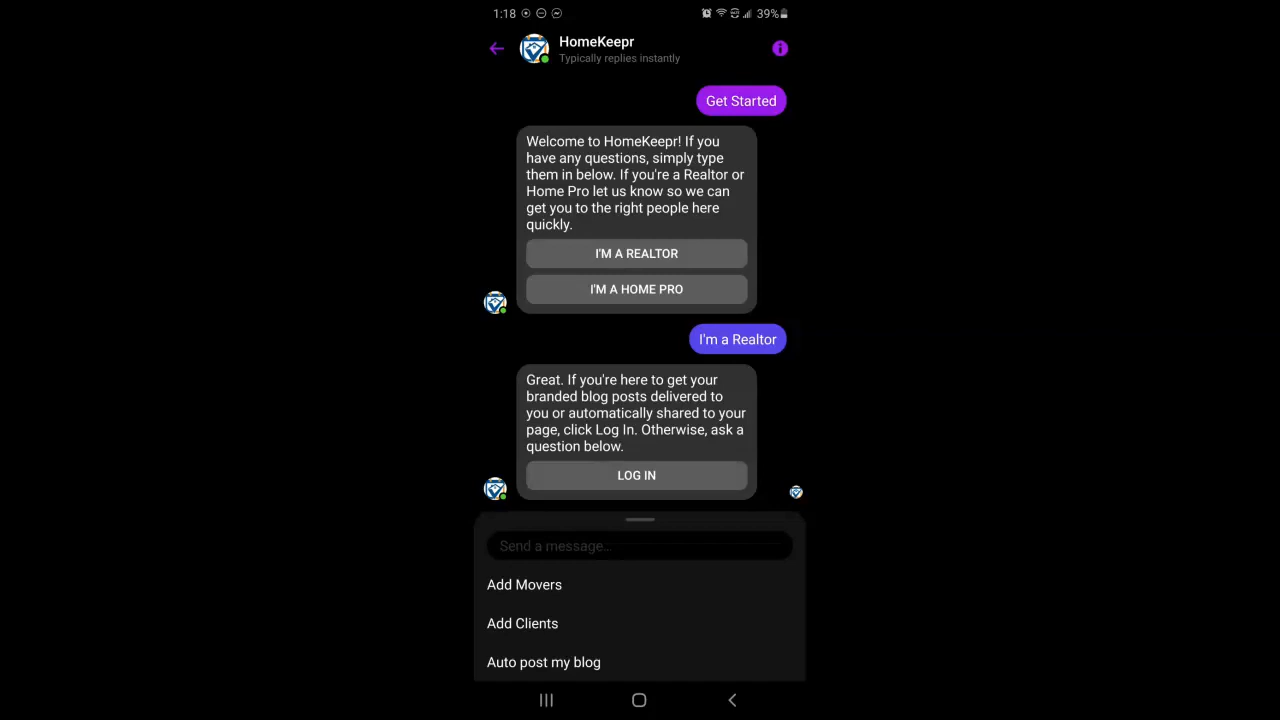 1:18
39%
HomeKeepr
Typically replies instantly
Get Started
Welcome to HomeKeepr! If you
have any questions, simply type
them in below. If you're a Realtor or
Home Pro let us know so we can
get you to the right people here
quickly.
I'M A REALTOR
I'M A HOME PRO
I'm a Realtor
Great. If you're here to get your
branded blog posts delivered to
you or automatically shared to your
page, click Log In. Otherwise, ask a
question below.
LOG IN
Send a message...
Add Movers
Add Clients
Auto post my blog